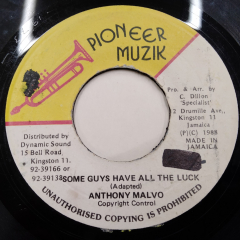 PIONEER
MUZIK
Pro. & Arr by
C. Dillon
'Specialist'
2 Drumille Ave.,
Kingston 11
Jamaica
(P)(C) 1988
MADE IN
JAMAICA
Distributed by
Dynamic Sound
15 Bell Road
Kingston 11.
92-39166 or
92-39138
SOME GUYS HAVE ALL THE LUCK
(Adapted)
ANTHONY MALVO
Copyright Control
UNAUTHORISED COPYING IS PROHIBITED